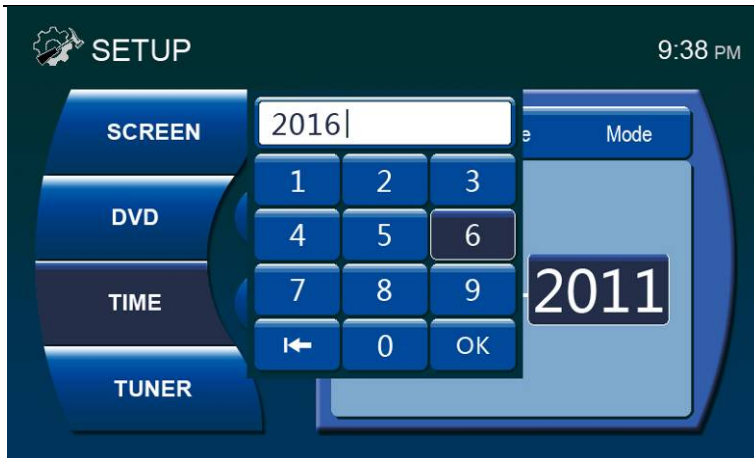 SETUP
9:38 PM
SCREEN
DVD
TIME
TUNER
2016
1 2 3
4 5 6
7 8 9
0 OK
e Mode
2011